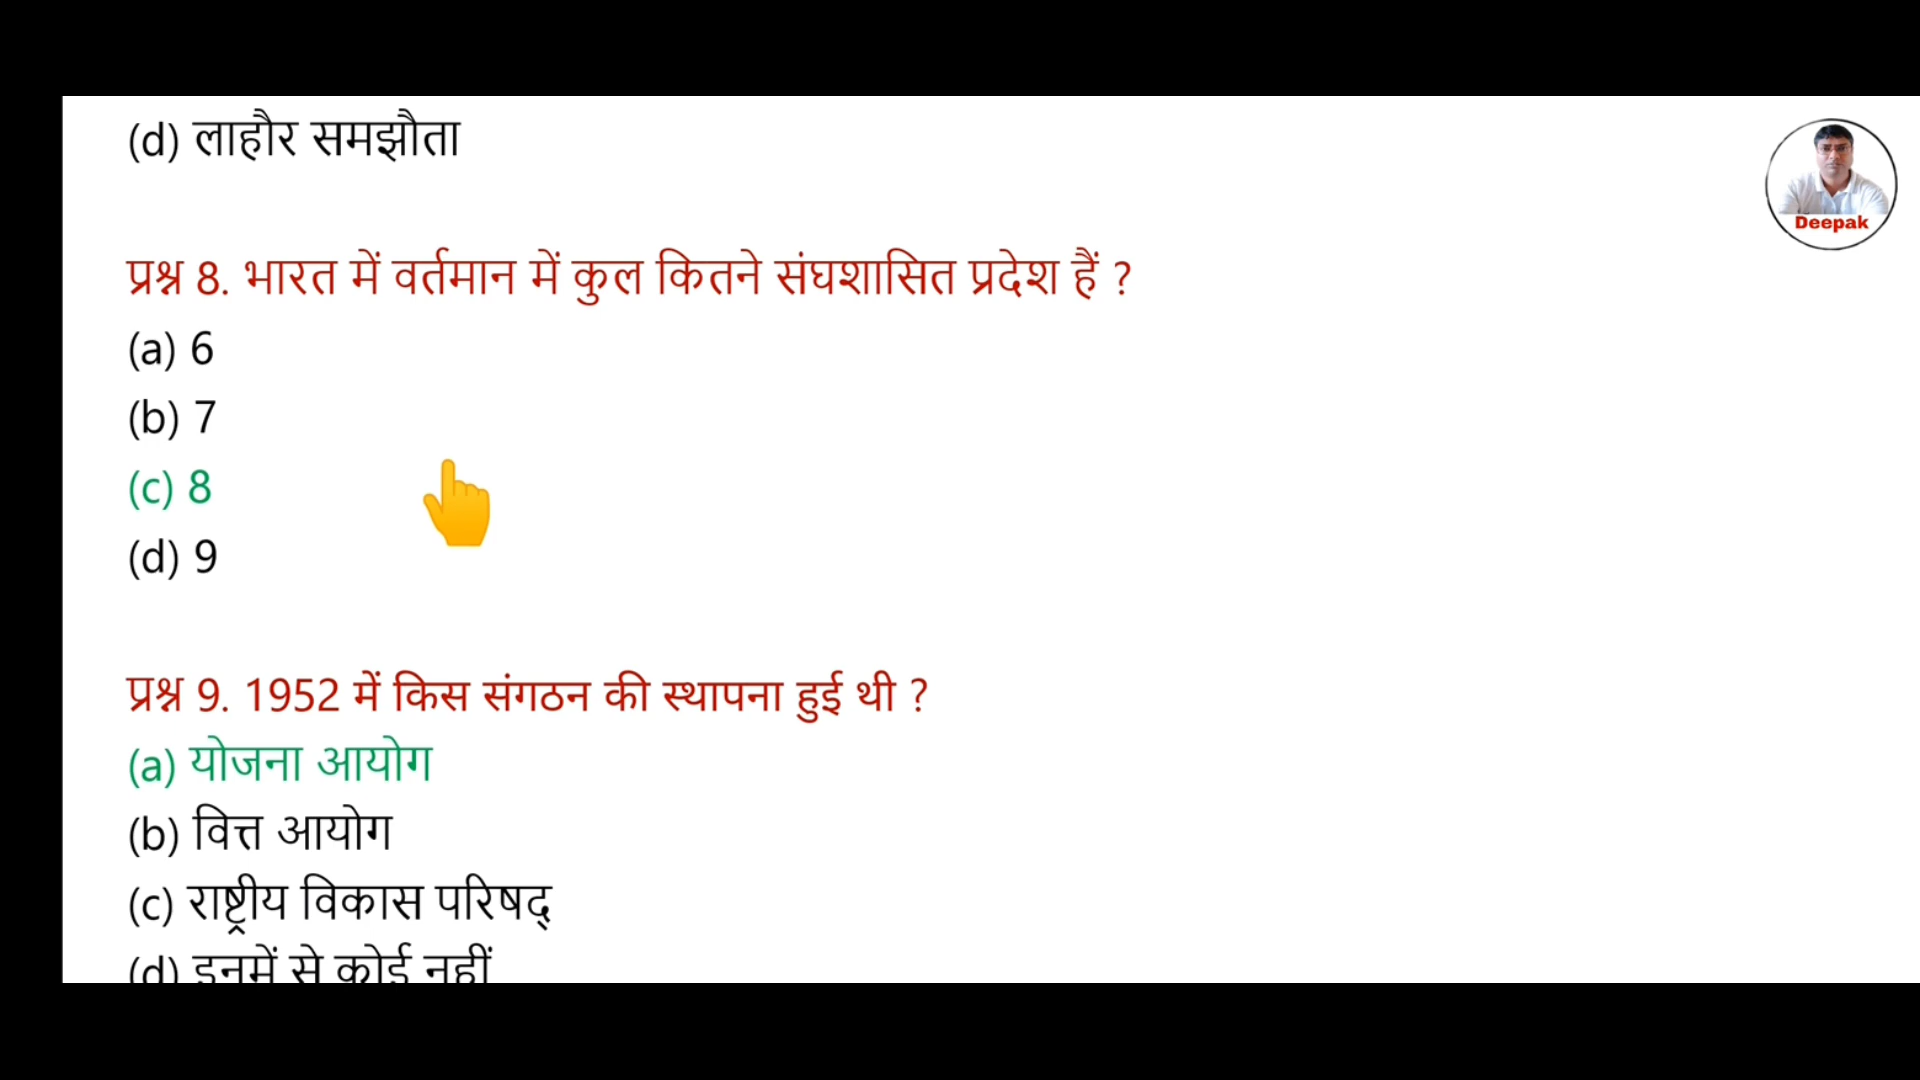 (d) लाहौर समझौता
Deepak
प्रश्न 8. भारत में वर्तमान में कुल कितने संघशासित प्रदेश हैं ?
(a) 6
(b) 7
(c) 8
(d) 9
प्रश्न 9. 1952 में किस संगठन की स्थापना हुई थी ?
(a) योजना आयोग
(b) वित्त आयोग
(c) राष्ट्रीय विकास परिषद्
(d) इनमें से कोई नहीं